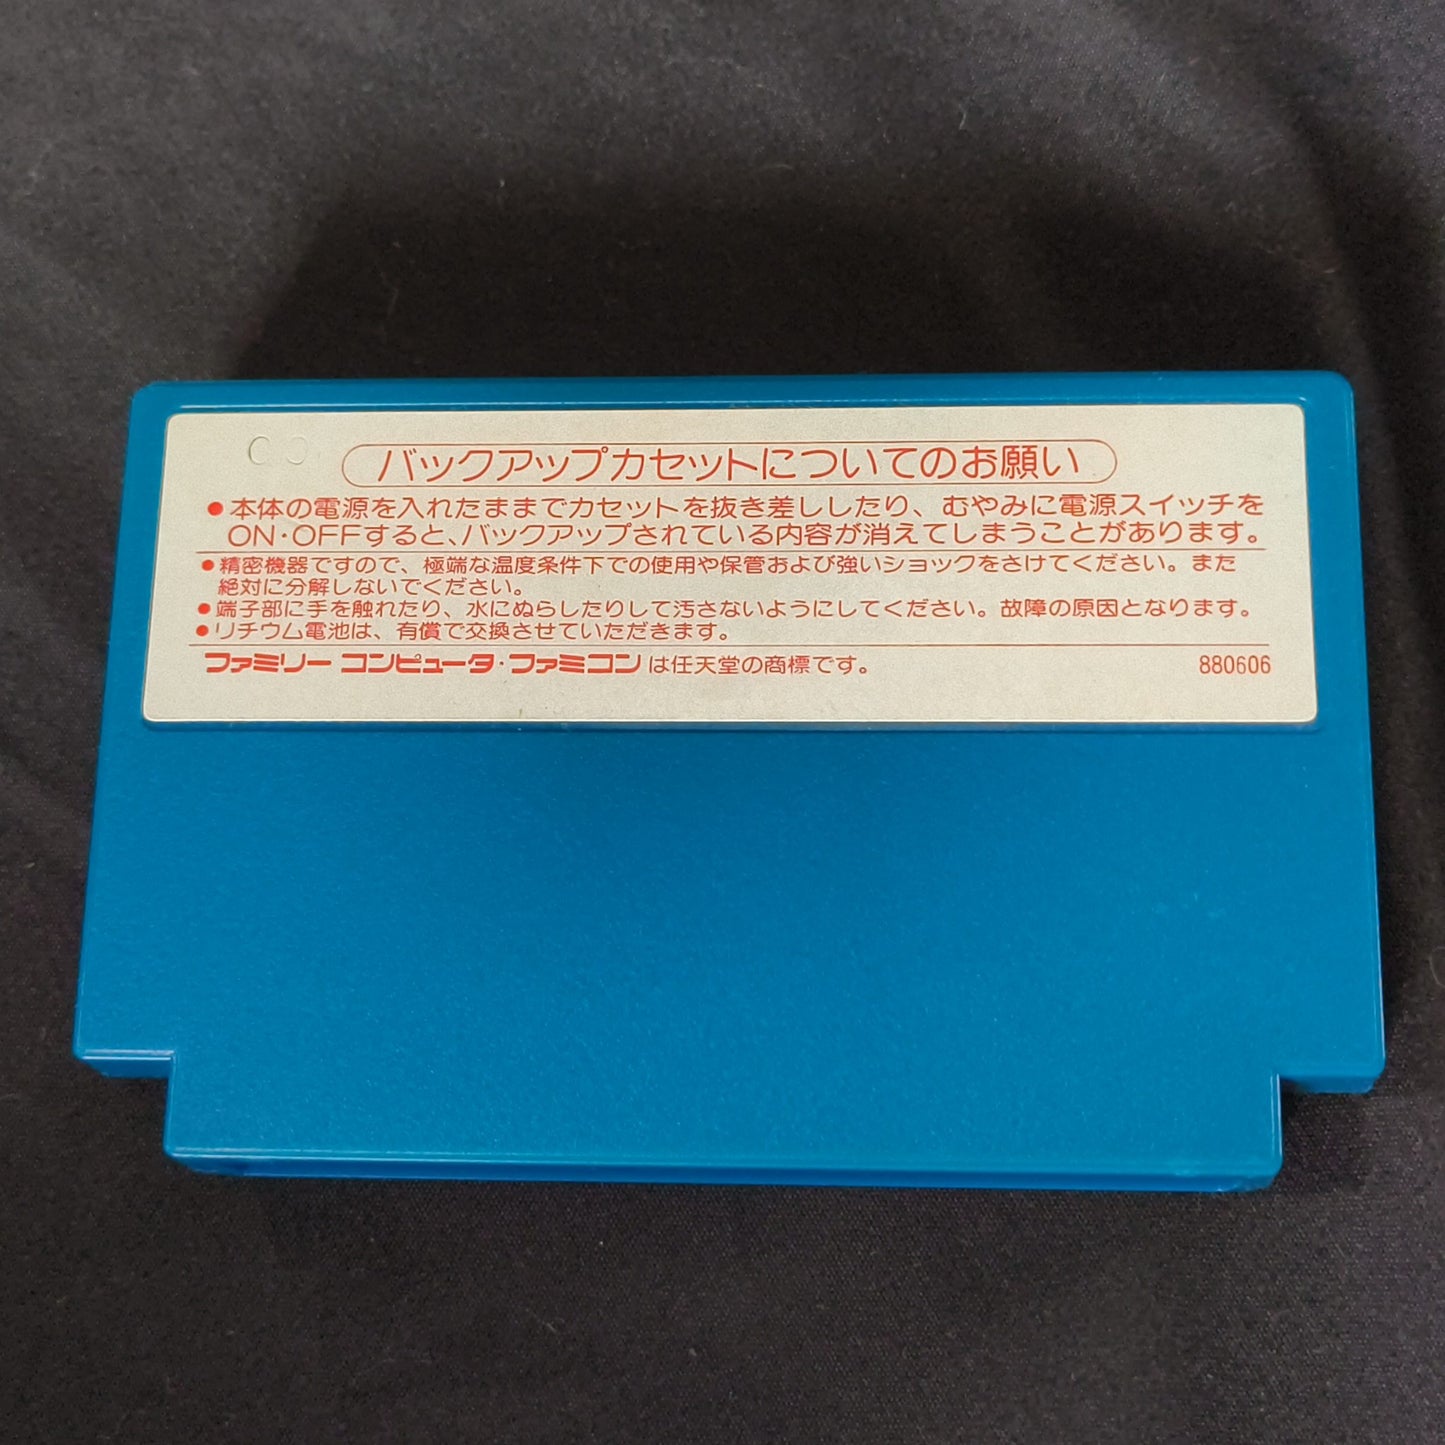 バックアップカセットについてのお願い
●本体の電源を入れたままでカセットを抜き差ししたり、むやみに電源スイッチを
ON・OFFすると、バックアップされている内容が消えてしまうことがあります。
●精密機器ですので、極端な温度条件下での使用や保管および強いショックをさけてください。また
絶対に分解しないでください。
●端子部に手を触れたり、水にぬらしたりして汚さないようにしてください。故障の原因となります。
●リチウム電池は、有償で交換させていただきます。
ファミリー コンピュータ・ファミコンは任天堂の商標です。 880606